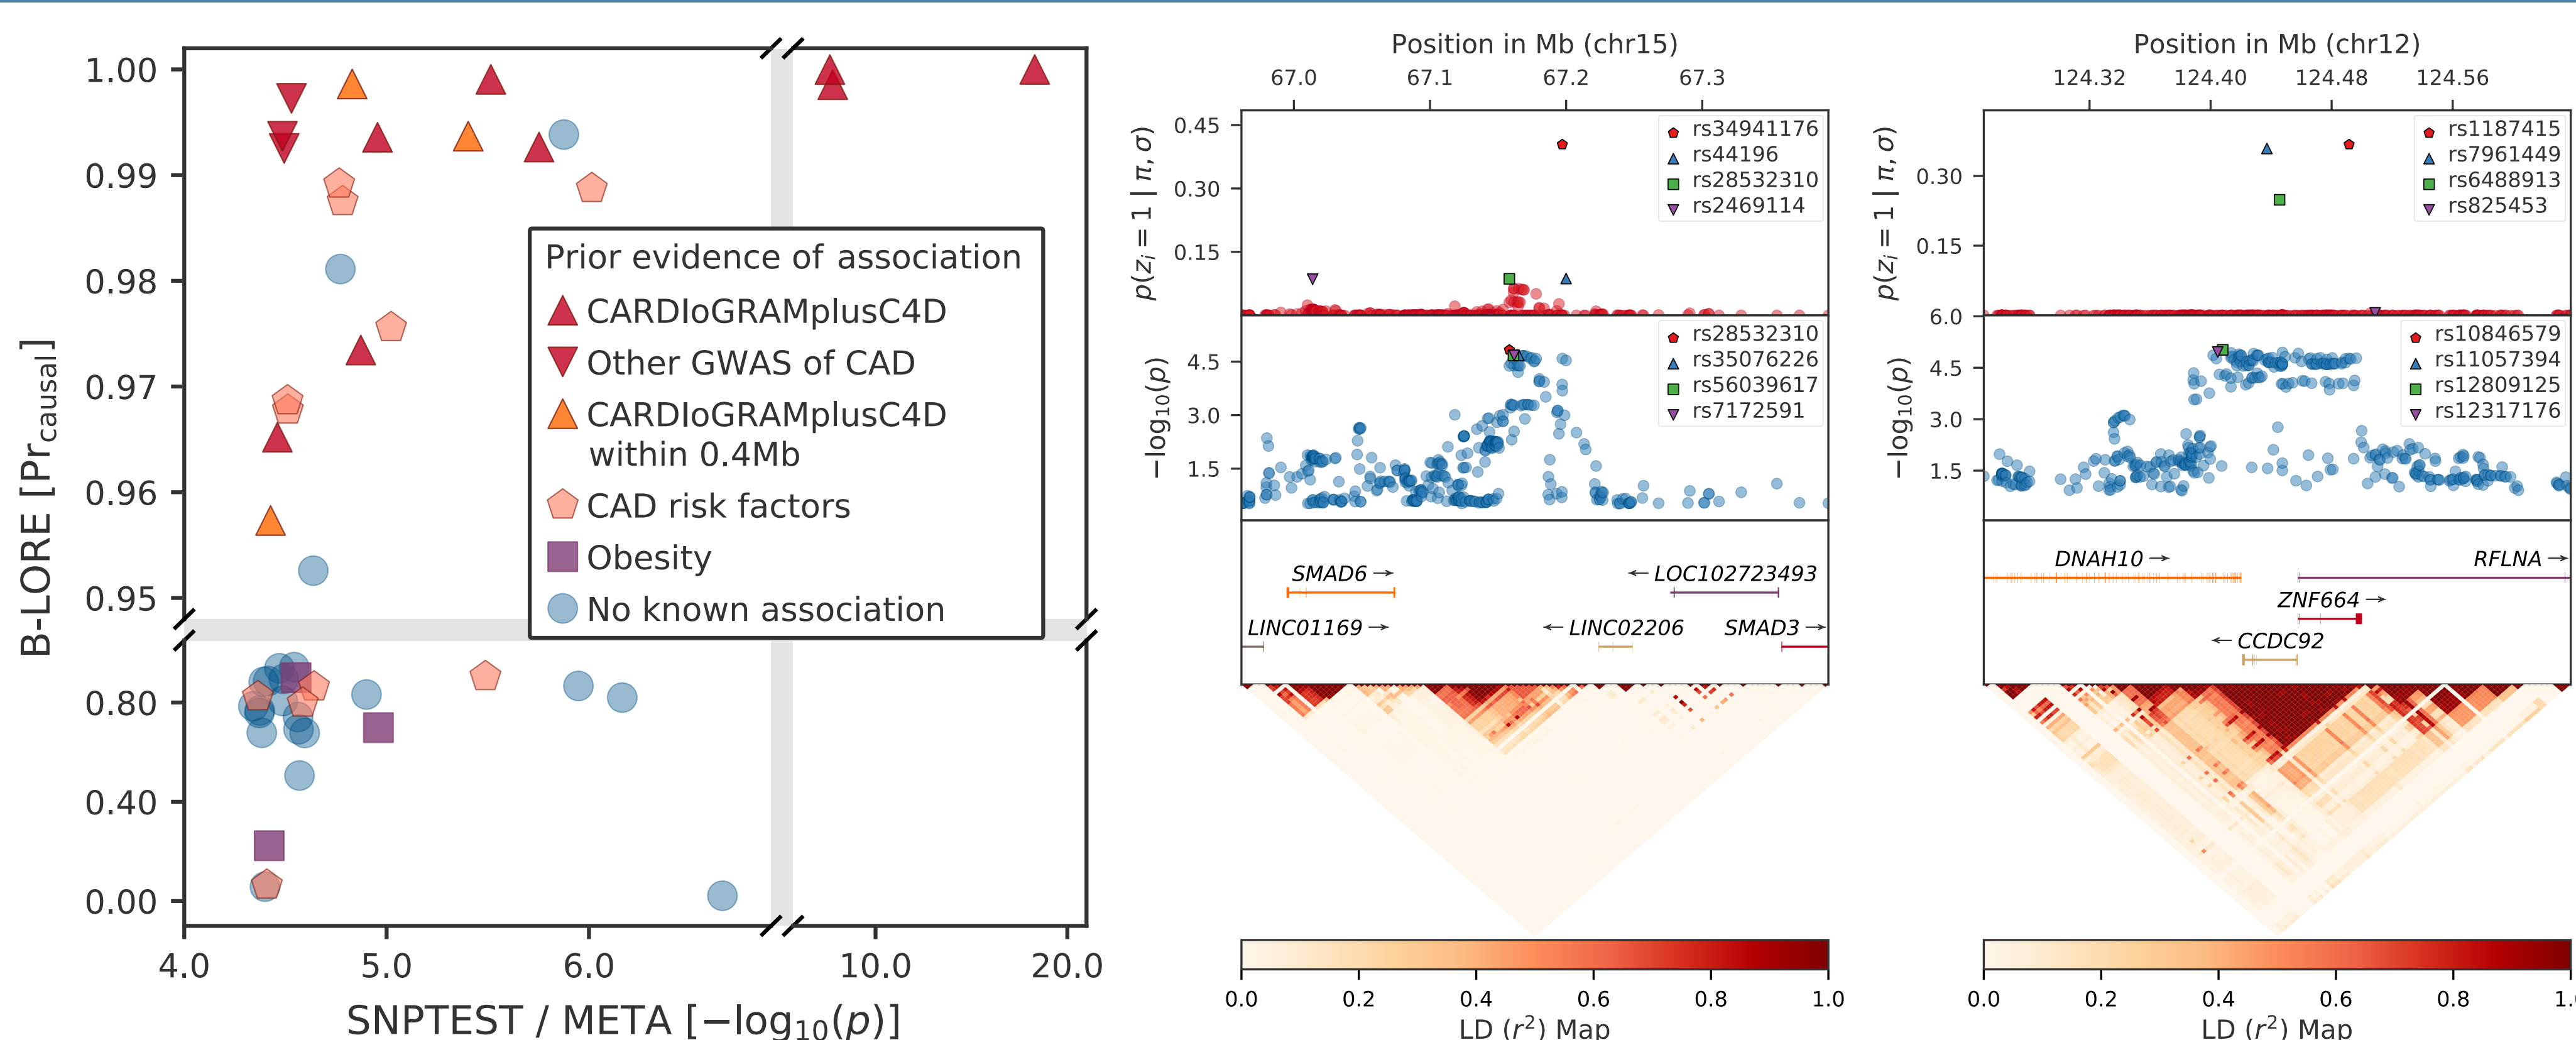 1.00
0.99
0.98
0.97
0.96
0.95
0.80
0.40
0.00
B-LORE [Pr_causal]
4.0 5.0 6.0 10.0 20.0
SNPTEST / META [−log10(p)]
Prior evidence of association
CARDIoGRAMplusC4D
Other GWAS of CAD
CARDIoGRAMplusC4D
within 0.4Mb
CAD risk factors
Obesity
No known association
Position in Mb (chr15)
67.0 67.1 67.2 67.3
0.45
0.30
0.15
p(z_i = 1 | π, σ)
rs34941176
rs44196
rs28532310
rs2469114
4.5
3.0
1.5
−log10(p)
rs28532310
rs35076226
rs56039617
rs7172591
SMAD6 →
← LOC102723493
LINC01169 →
← LINC02206
SMAD3 →
0.0 0.2 0.4 0.6 0.8 1.0
LD (r²) Map
Position in Mb (chr12)
124.32 124.40 124.48 124.56
0.30
0.15
p(z_i = 1 | π, σ)
rs1187415
rs7961449
rs6488913
rs825453
6.0
4.5
3.0
1.5
−log10(p)
rs10846579
rs11057394
rs12809125
rs12317176
DNAH10 →
RFLNA →
ZNF664 →
← CCDC92
0.0 0.2 0.4 0.6 0.8 1.
LD (r²) Map